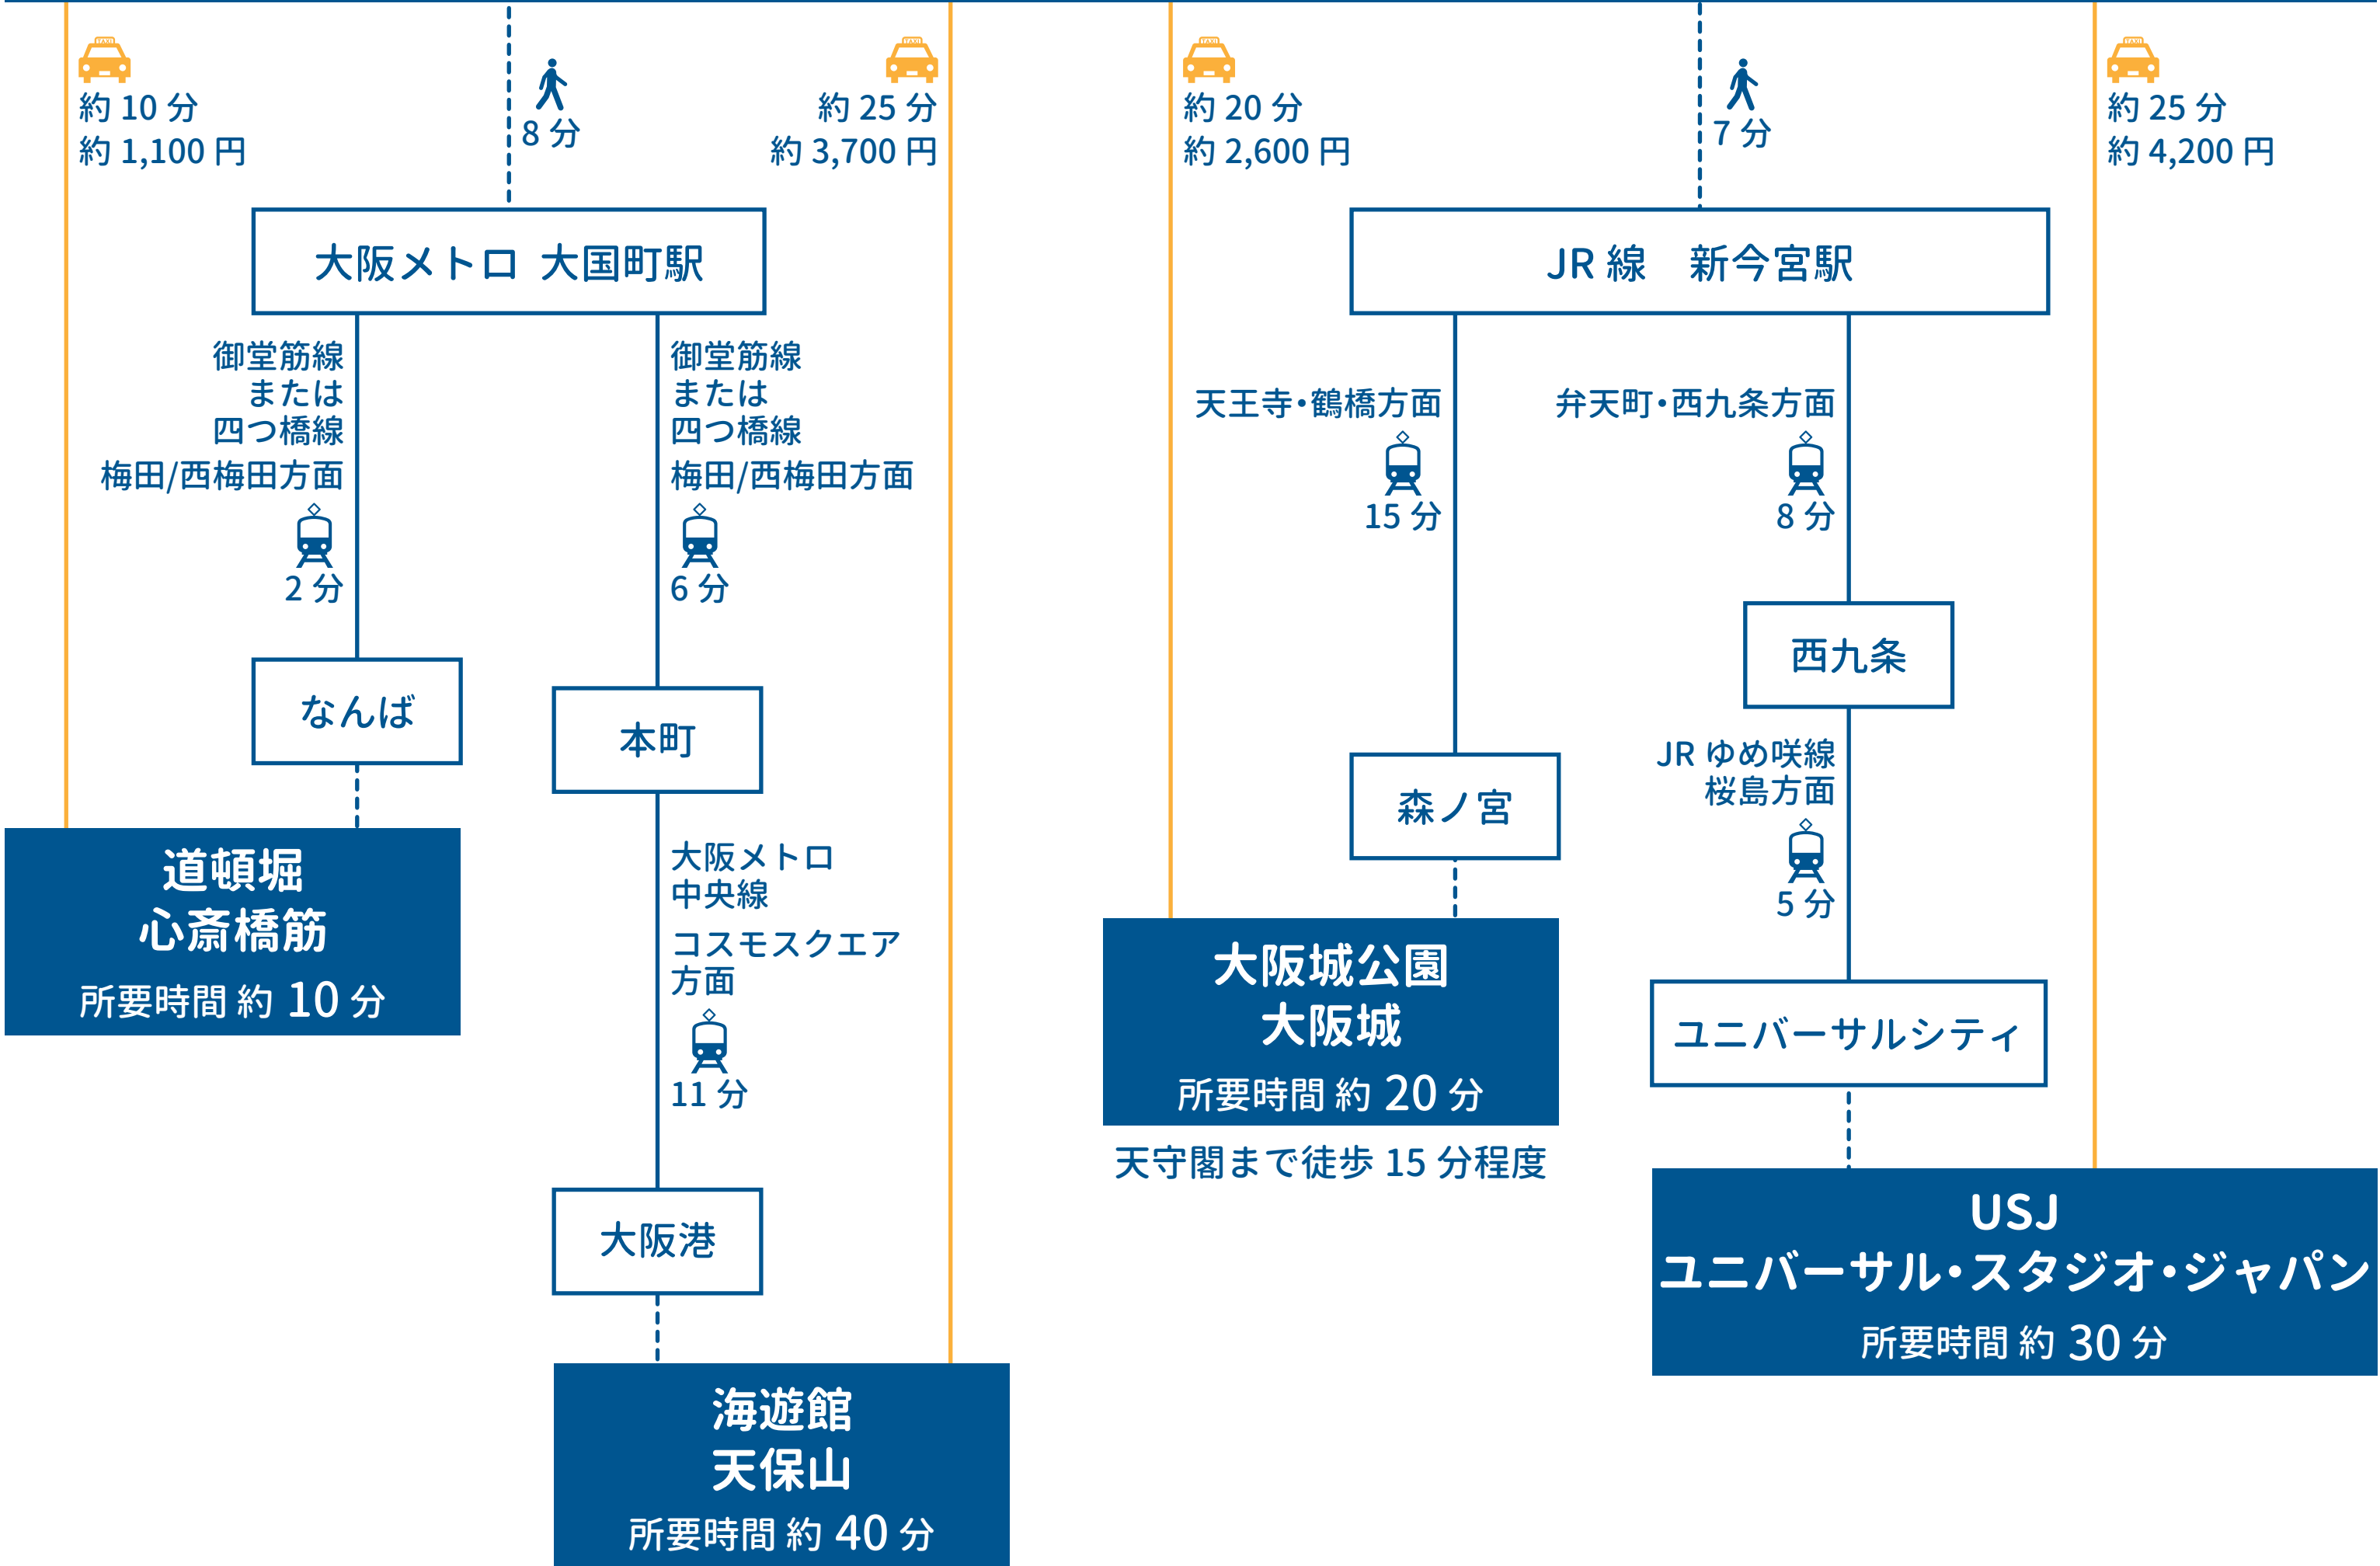 約 10 分
約 1,100 円
8 分
約 25 分
約 3,700 円
大阪メトロ 大国町駅
御堂筋線
または
四つ橋線
梅田/西梅田方面
2 分
なんば
道頓堀
心斎橋筋
所要時間 約 10 分
御堂筋線
または
四つ橋線
梅田/西梅田方面
6 分
本町
大阪メトロ
中央線
コスモスクエア
方面
11 分
大阪港
海遊館
天保山
所要時間 約 40 分
約 20 分
約 2,600 円
7 分
約 25 分
約 4,200 円
JR 線　新今宮駅
天王寺・鶴橋方面
15 分
森ノ宮
大阪城公園
大阪城
所要時間 約 20 分
天守閣まで徒歩 15 分程度
弁天町・西九条方面
8 分
西九条
JR ゆめ咲線
桜島方面
5 分
ユニバーサルシティ
USJ
ユニバーサル・スタジオ・ジャパン
所要時間 約 30 分